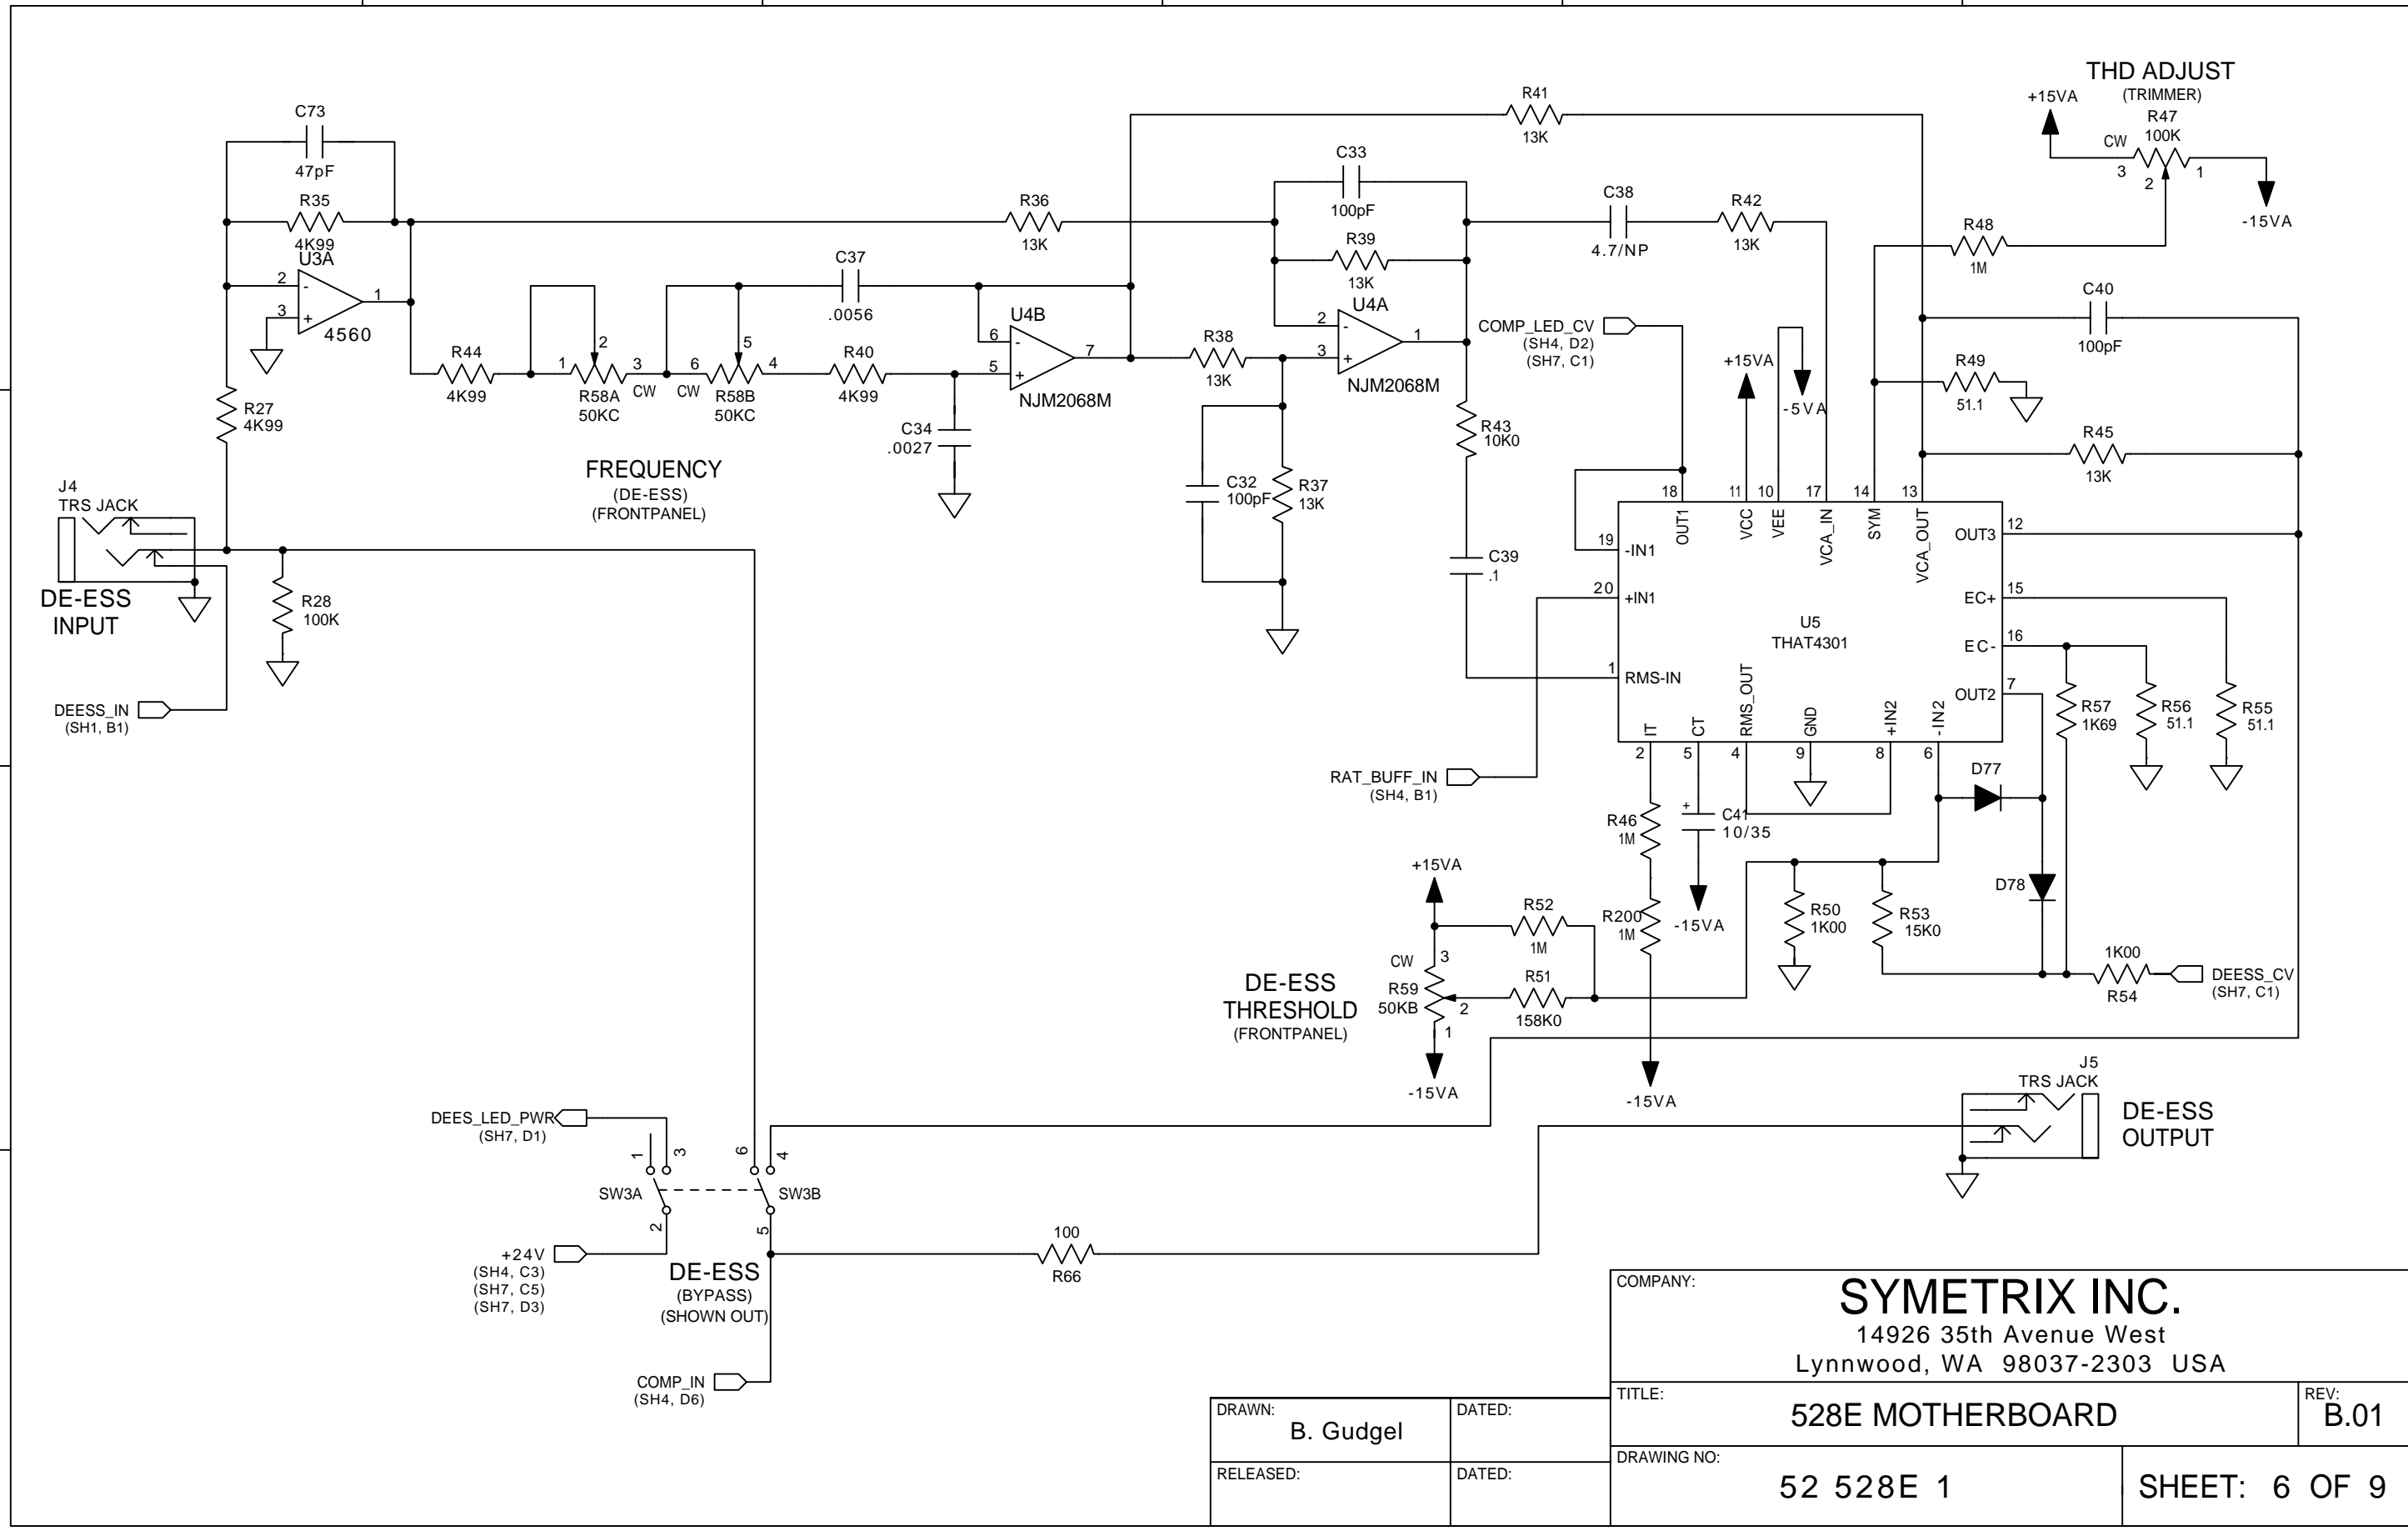 THD ADJUST
(TRIMMER)
+15VA
R47
100K
CW
3
2
1
-15VA
R48
1M
R41
13K
C73
47pF
R35
4K99
U3A
2
-
3
+
1
4560
R36
13K
C33
100pF
R39
13K
U4A
2
-
3
+
1
NJM2068M
C38
4.7/NP
R42
13K
C37
.0056
U4B
6
-
5
+
7
NJM2068M
R38
13K
R44
4K99
1
2
3
CW
R58A
50KC
6
CW
5
4
R58B
50KC
R40
4K99
C34
.0027
FREQUENCY
(DE-ESS)
(FRONTPANEL)
C32
100pF
R37
13K
R43
10K0
C39
.1
COMP_LED_CV
(SH4, D2)
(SH7, C1)
+15VA
-5VA
C40
100pF
R49
51.1
R45
13K
R27
4K99
J4
TRS JACK
DE-ESS
INPUT
R28
100K
DEESS_IN
(SH1, B1)
18
11
10
17
14
13
OUT1
VCC
VEE
VCA_IN
SYM
VCA_OUT
19
-IN1
20
+IN1
1
RMS-IN
U5
THAT4301
OUT3
12
EC+
15
EC-
16
OUT2
7
IT
CT
RMS_OUT
GND
+IN2
-IN2
2
5
4
9
8
6
R57
1K69
R56
51.1
R55
51.1
RAT_BUFF_IN
(SH4, B1)
D77
R46
1M
+
C41
10/35
-15VA
R200
1M
-15VA
D78
R50
1K00
R53
15K0
1K00
R54
DEESS_CV
(SH7, C1)
+15VA
R52
1M
CW
3
R59
50KB
2
1
R51
158K0
-15VA
DE-ESS
THRESHOLD
(FRONTPANEL)
J5
TRS JACK
DE-ESS
OUTPUT
DEES_LED_PWR
(SH7, D1)
1
3
6
4
SW3A
SW3B
2
5
+24V
(SH4, C3)
(SH7, C5)
(SH7, D3)
DE-ESS
(BYPASS)
(SHOWN OUT)
100
R66
COMP_IN
(SH4, D6)
COMPANY:
SYMETRIX INC.
14926 35th Avenue West
Lynnwood, WA 98037-2303 USA
TITLE:
528E MOTHERBOARD
REV:
B.01
DRAWN:
B. Gudgel
DATED:
RELEASED:
DATED:
DRAWING NO:
52 528E 1
SHEET: 6 OF 9